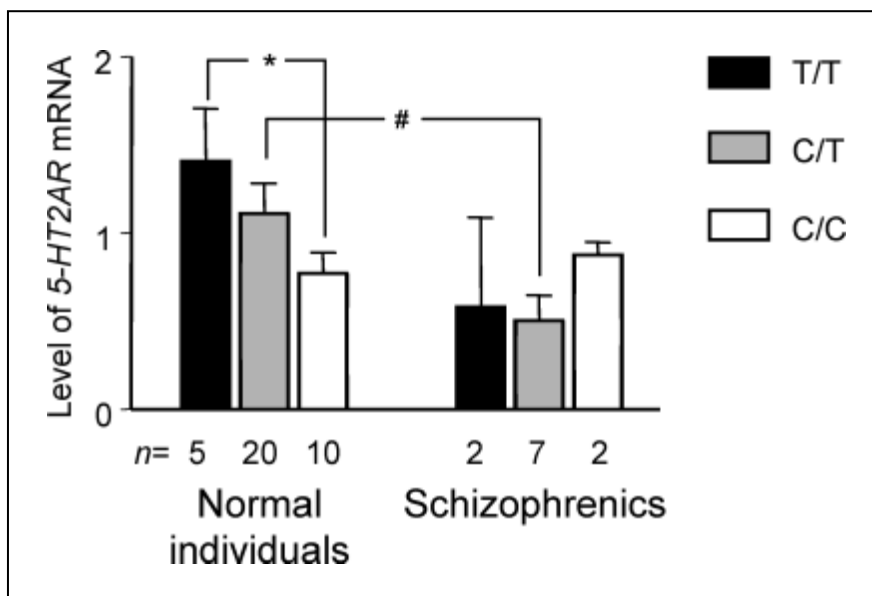 Level of 5-HT2AR mRNA
2
1
0
*
#
T/T
C/T
C/C
n= 5 20 10 2 7 2
Normal individuals
Schizophrenics